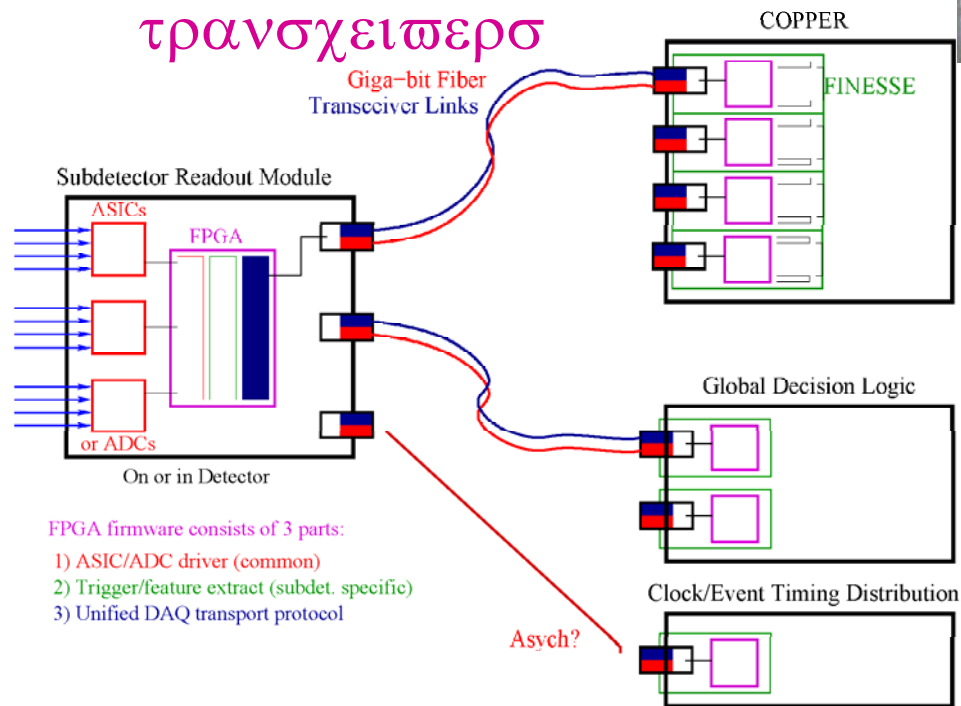 τρανσχειϖερσ
COPPER
Giga-bit Fiber
Transceiver Links
FINESSE
Subdetector Readout Module
ASICs
FPGA
or ADCs
On or in Detector
Global Decision Logic
FPGA firmware consists of 3 parts:
1) ASIC/ADC driver (common)
2) Trigger/feature extract (subdet. specific)
3) Unified DAQ transport protocol
Clock/Event Timing Distribution
Asych?